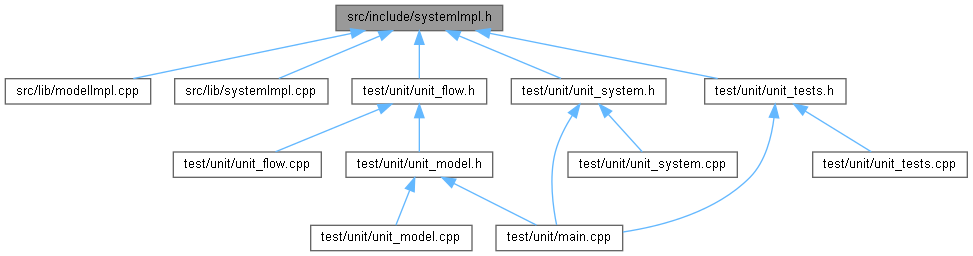 src/include/systemImpl.h
src/lib/modelImpl.cpp
src/lib/systemImpl.cpp
test/unit/unit_flow.h
test/unit/unit_system.h
test/unit/unit_tests.h
test/unit/unit_flow.cpp
test/unit/unit_model.h
test/unit/unit_system.cpp
test/unit/unit_tests.cpp
test/unit/unit_model.cpp
test/unit/main.cpp